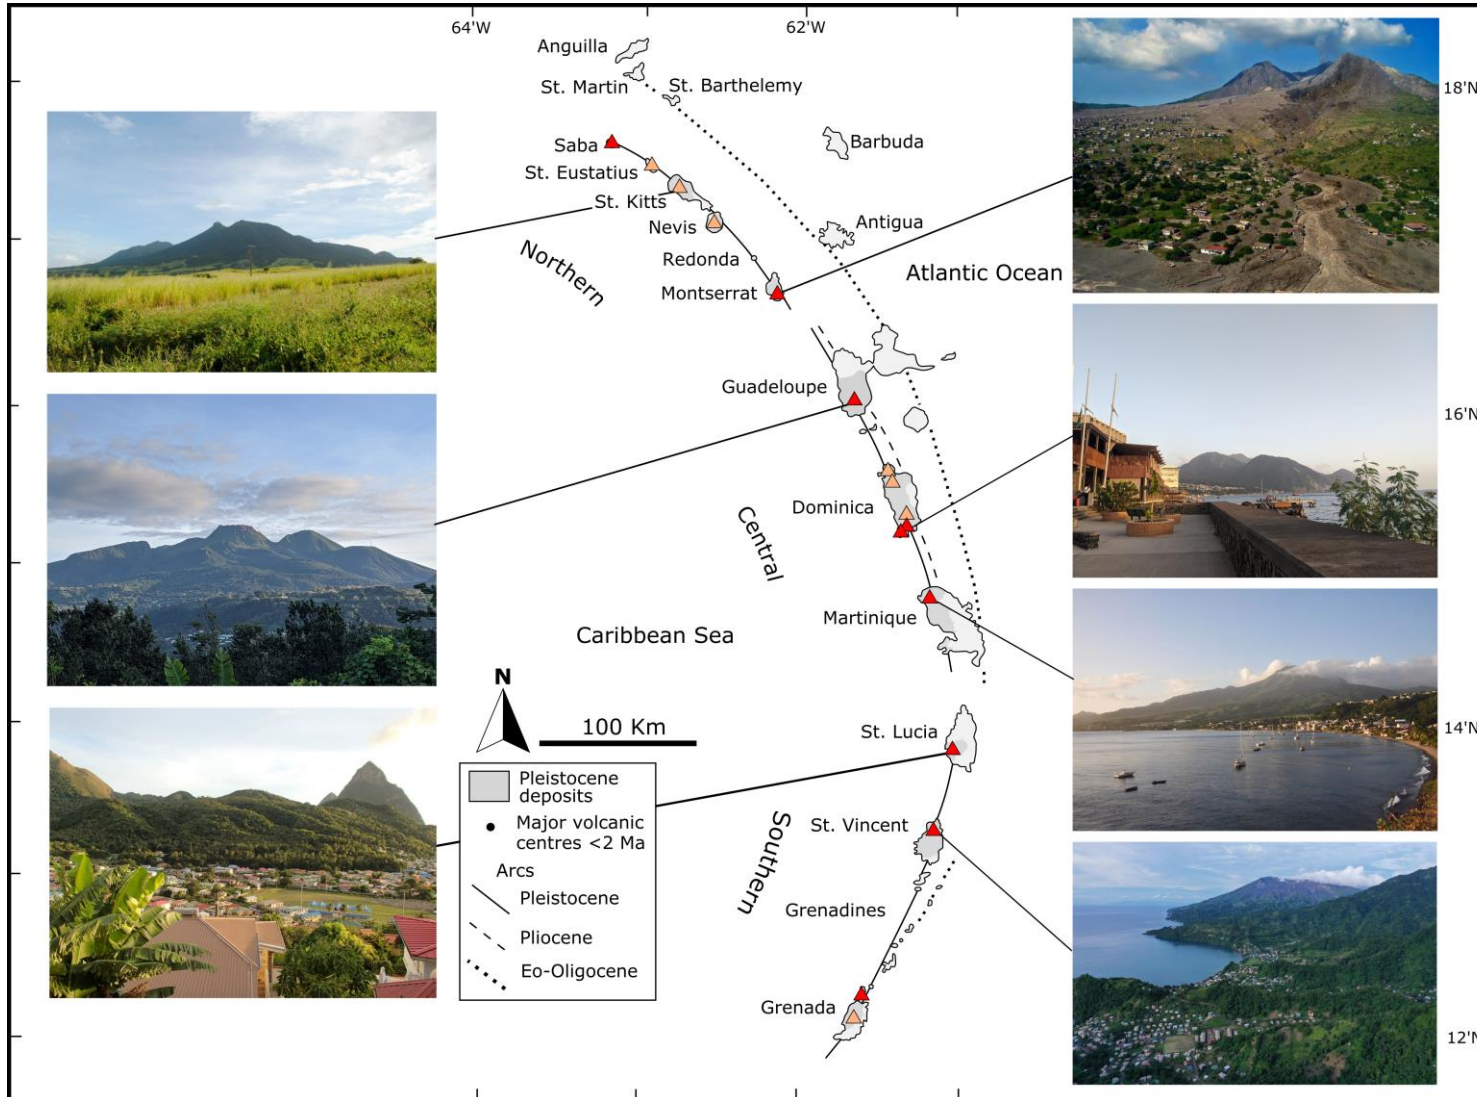 64'W
62'W
Anguilla
St. Martin
St. Barthelemy
18'N
Saba
St. Eustatius
St. Kitts
Nevis
Redonda
Montserrat
Barbuda
Antigua
Atlantic Ocean
Northern
Guadeloupe
16'N
Dominica
Central
Martinique
Caribbean Sea
N
100 Km
St. Lucia
14'N
Pleistocene
deposits
Major volcanic
centres <2 Ma
Arcs
Pleistocene
Pliocene
Eo-Oligocene
Southern
St. Vincent
Grenadines
Grenada
12'N